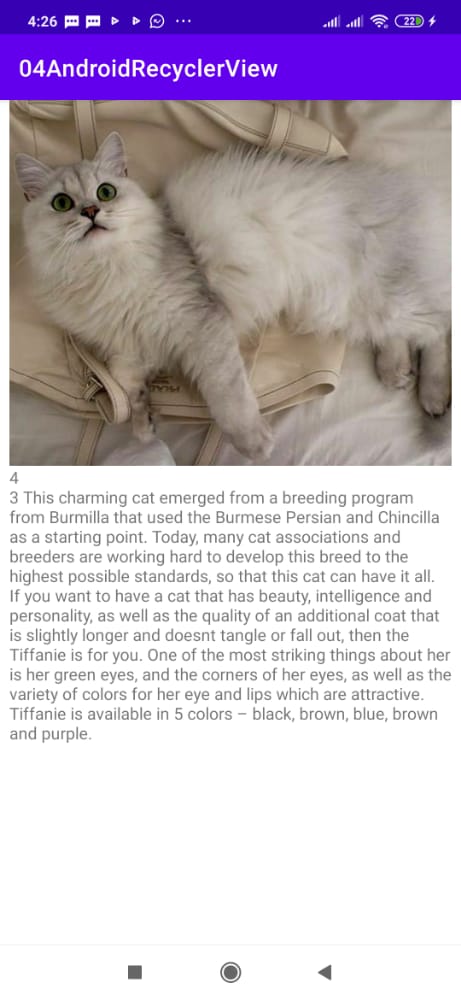 4:26
22
04AndroidRecyclerView
4
3 This charming cat emerged from a breeding program
from Burmilla that used the Burmese Persian and Chincilla
as a starting point. Today, many cat associations and
breeders are working hard to develop this breed to the
highest possible standards, so that this cat can have it all.
If you want to have a cat that has beauty, intelligence and
personality, as well as the quality of an additional coat that
is slightly longer and doesnt tangle or fall out, then the
Tiffanie is for you. One of the most striking things about her
is her green eyes, and the corners of her eyes, as well as the
variety of colors for her eye and lips which are attractive.
Tiffanie is available in 5 colors – black, brown, blue, brown
and purple.